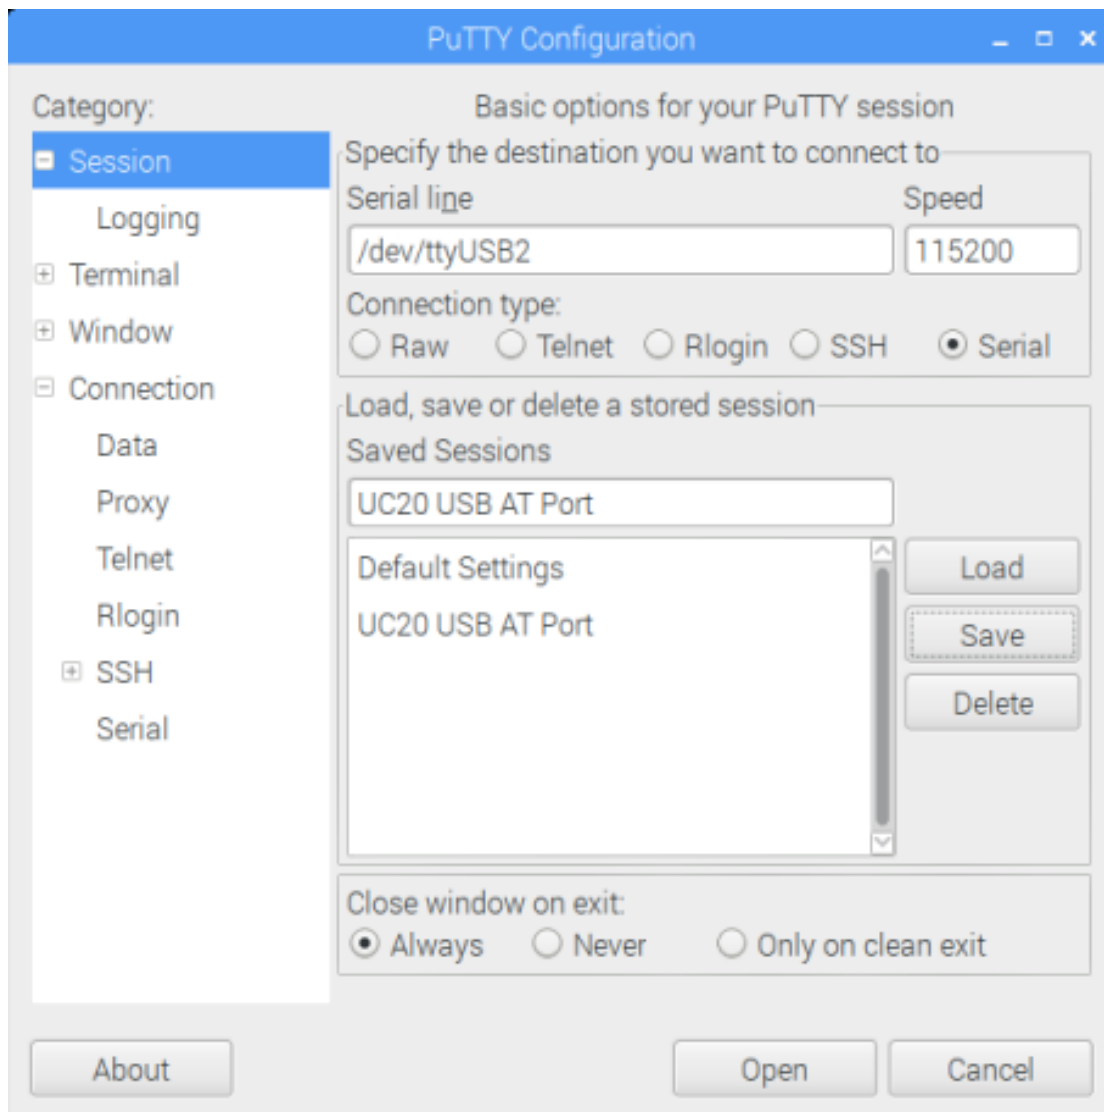 PuTTY Configuration
Category:
Session
Logging
Terminal
Window
Connection
Data
Proxy
Telnet
Rlogin
SSH
Serial
Basic options for your PuTTY session
Specify the destination you want to connect to
Serial line Speed
/dev/ttyUSB2 115200
Connection type:
Raw Telnet Rlogin SSH Serial
Load, save or delete a stored session
Saved Sessions
UC20 USB AT Port
Default Settings
UC20 USB AT Port
Load
Save
Delete
Close window on exit:
Always Never Only on clean exit
About Open Cancel